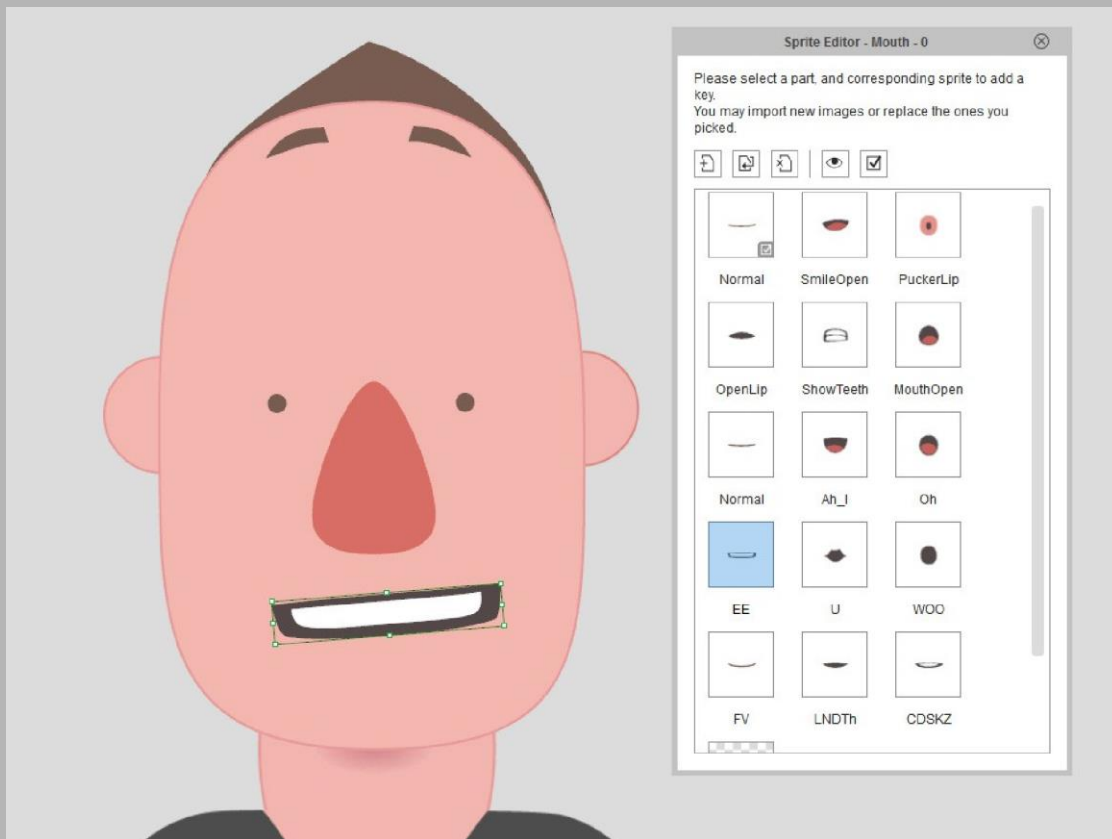 Sprite Editor - Mouth - 0
Please select a part, and corresponding sprite to add a
key.
You may import new images or replace the ones you
picked.
Normal SmileOpen PuckerLip
OpenLip ShowTeeth MouthOpen
Normal Ah_I Oh
EE U WOO
FV LNDTh CDSKZ